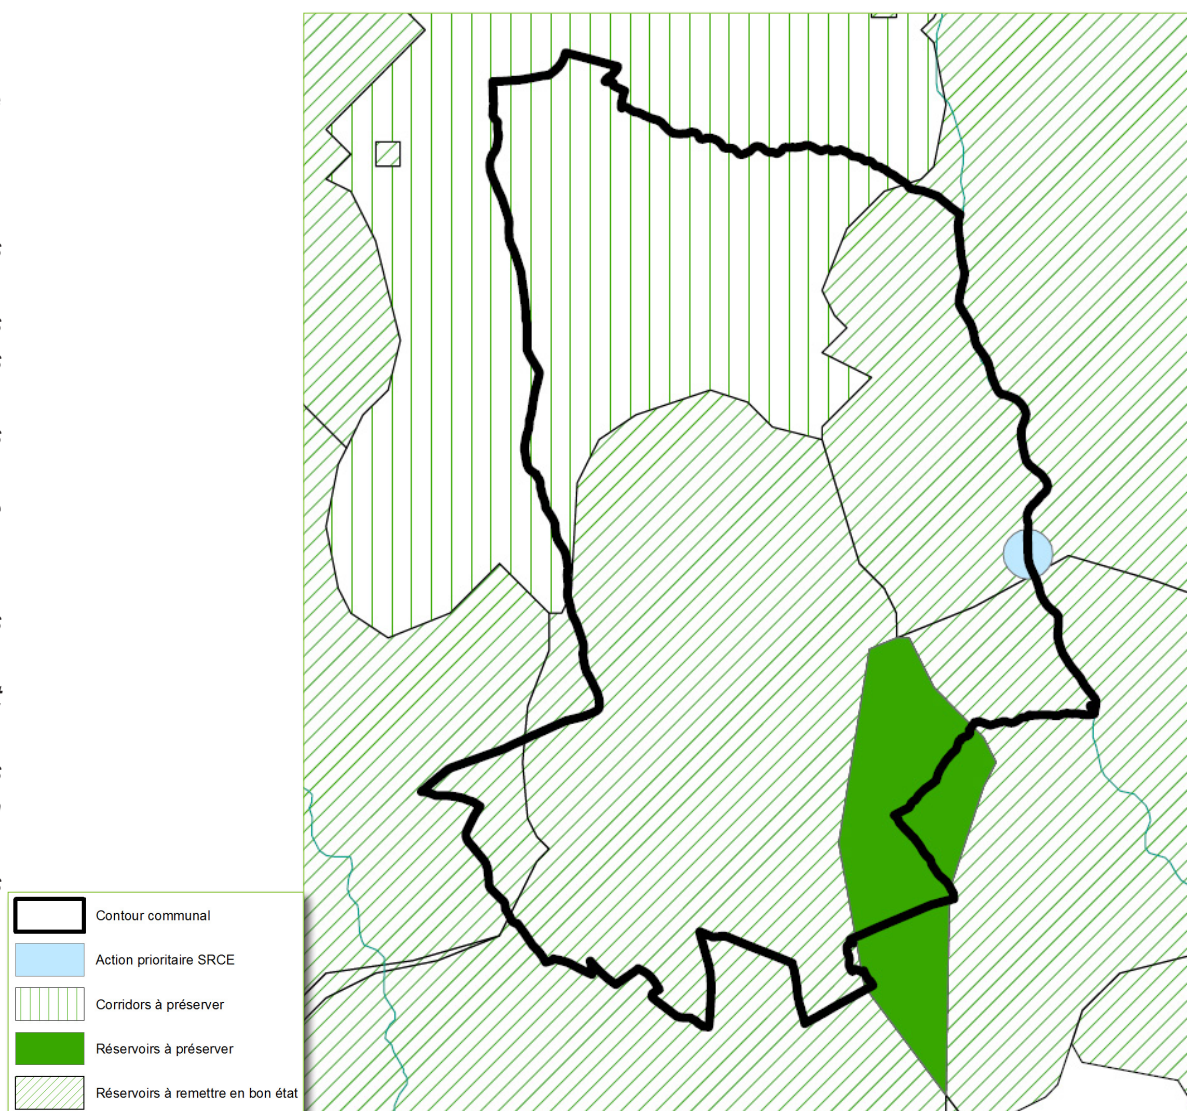 Contour communal
Action prioritaire SRCE
Corridors à préserver
Réservoirs à préserver
Réservoirs à remettre en bon état